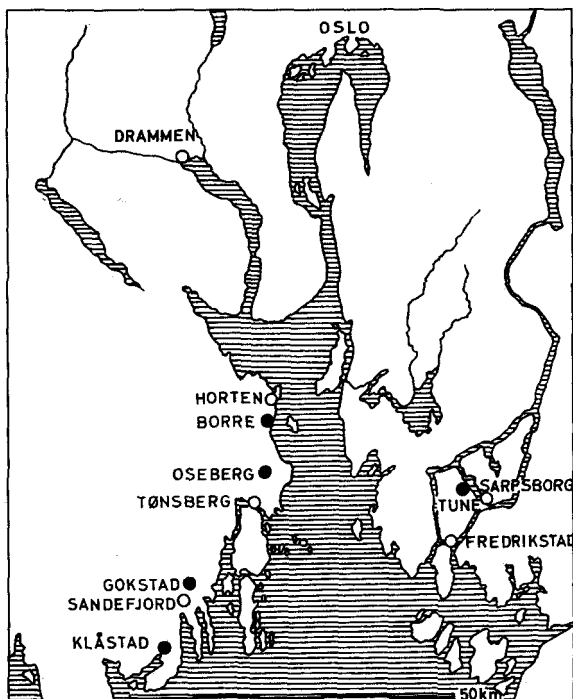 OSLO
DRAMMEN
HORTEN
BORRE
OSEBERG
TØNSBERG
SARPSBORG
TUNE
FREDRIKSTAD
GOKSTAD
SANDEFJORD
KLÅSTAD
50km